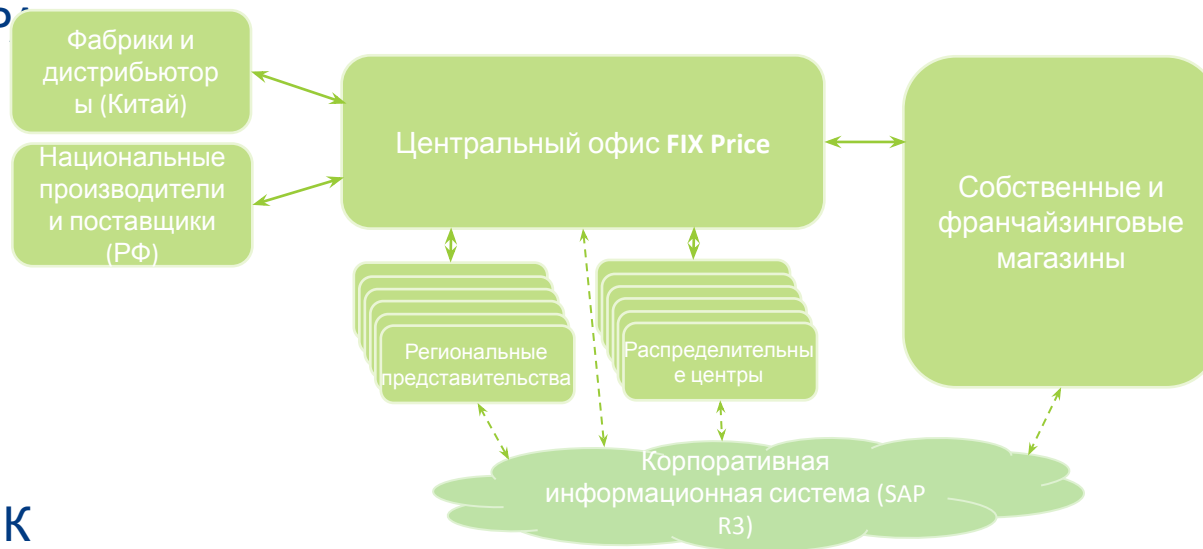 Фабрики и
дистрибьютор
ы (Китай)
Национальные
производители
и поставщики
(РФ)
Центральный офис FIX Price
Собственные и
франчайзинговые
магазины
Региональные
представительства
Распределительны
е центры
Корпоративная
информационная система (SAP
R3)
К